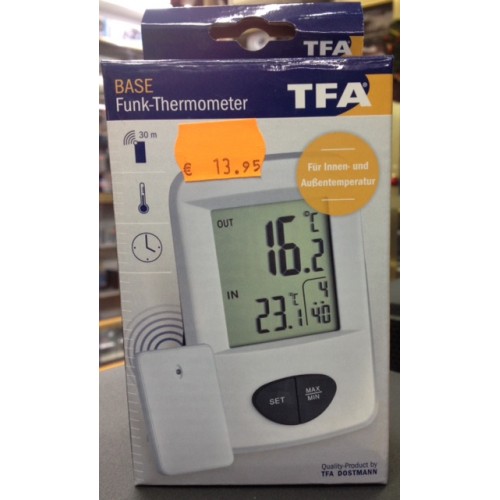 TFA
BASE
Funk-Thermometer
TFA®
30 m
€ 13.95
Für Innen- und
Außentemperatur
OUT
16.2 °C
IN
23.1 °C
4
40
SET
MAX
MIN
Quality-Product by
TFA DOSTMANN